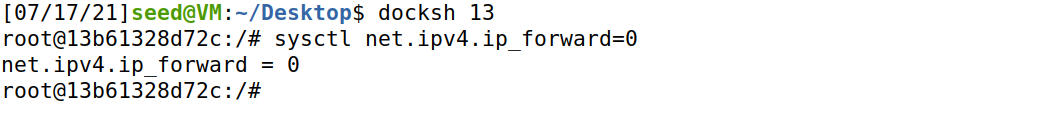 [07/17/21]seed@VM:~/Desktop$ docksh 13
root@13b61328d72c:/# sysctl net.ipv4.ip_forward=0
net.ipv4.ip_forward = 0
root@13b61328d72c:/#